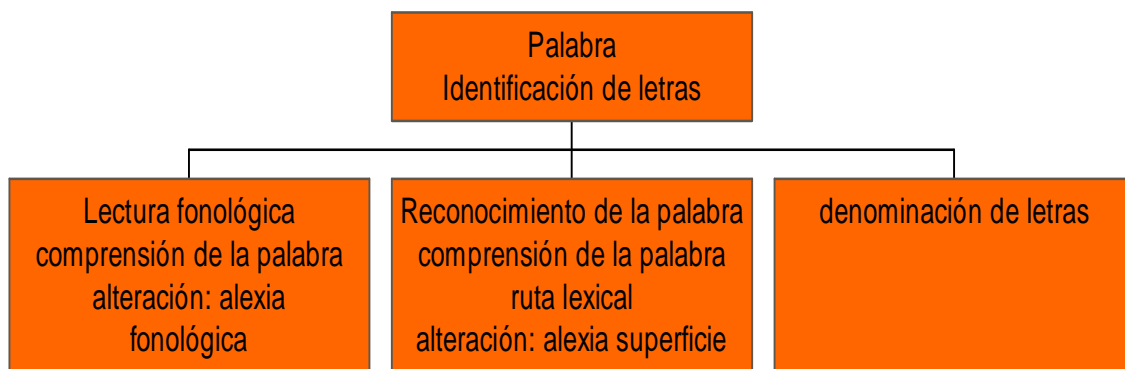 Palabra
Identificación de letras
Lectura fonológica
comprensión de la palabra
alteración: alexia
fonológica
Reconocimiento de la palabra
comprensión de la palabra
ruta lexical
alteración: alexia superficie
denominación de letras